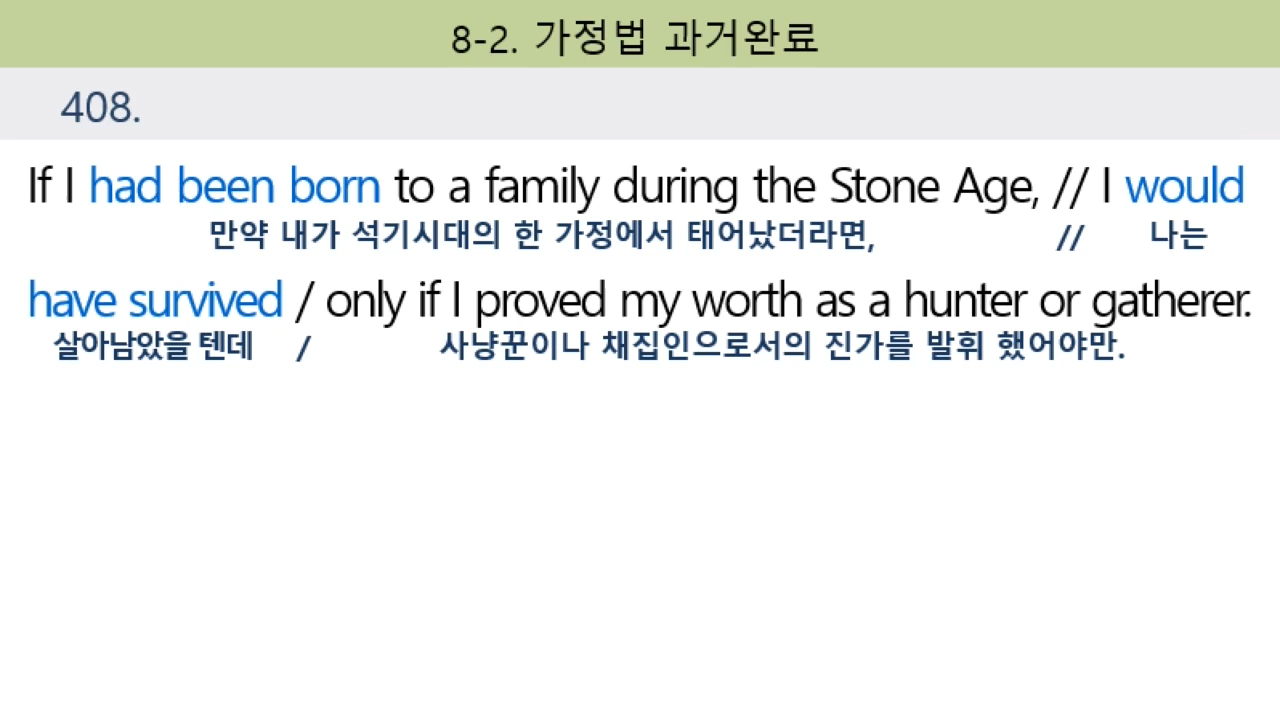 8-2. 가정법 과거완료
408.
If I had been born to a family during the Stone Age, // I would
만약 내가 석기시대의 한 가정에서 태어났더라면, // 나는
have survived / only if I proved my worth as a hunter or gatherer.
살아남았을 텐데 / 사냥꾼이나 채집인으로서의 진가를 발휘 했어야만.